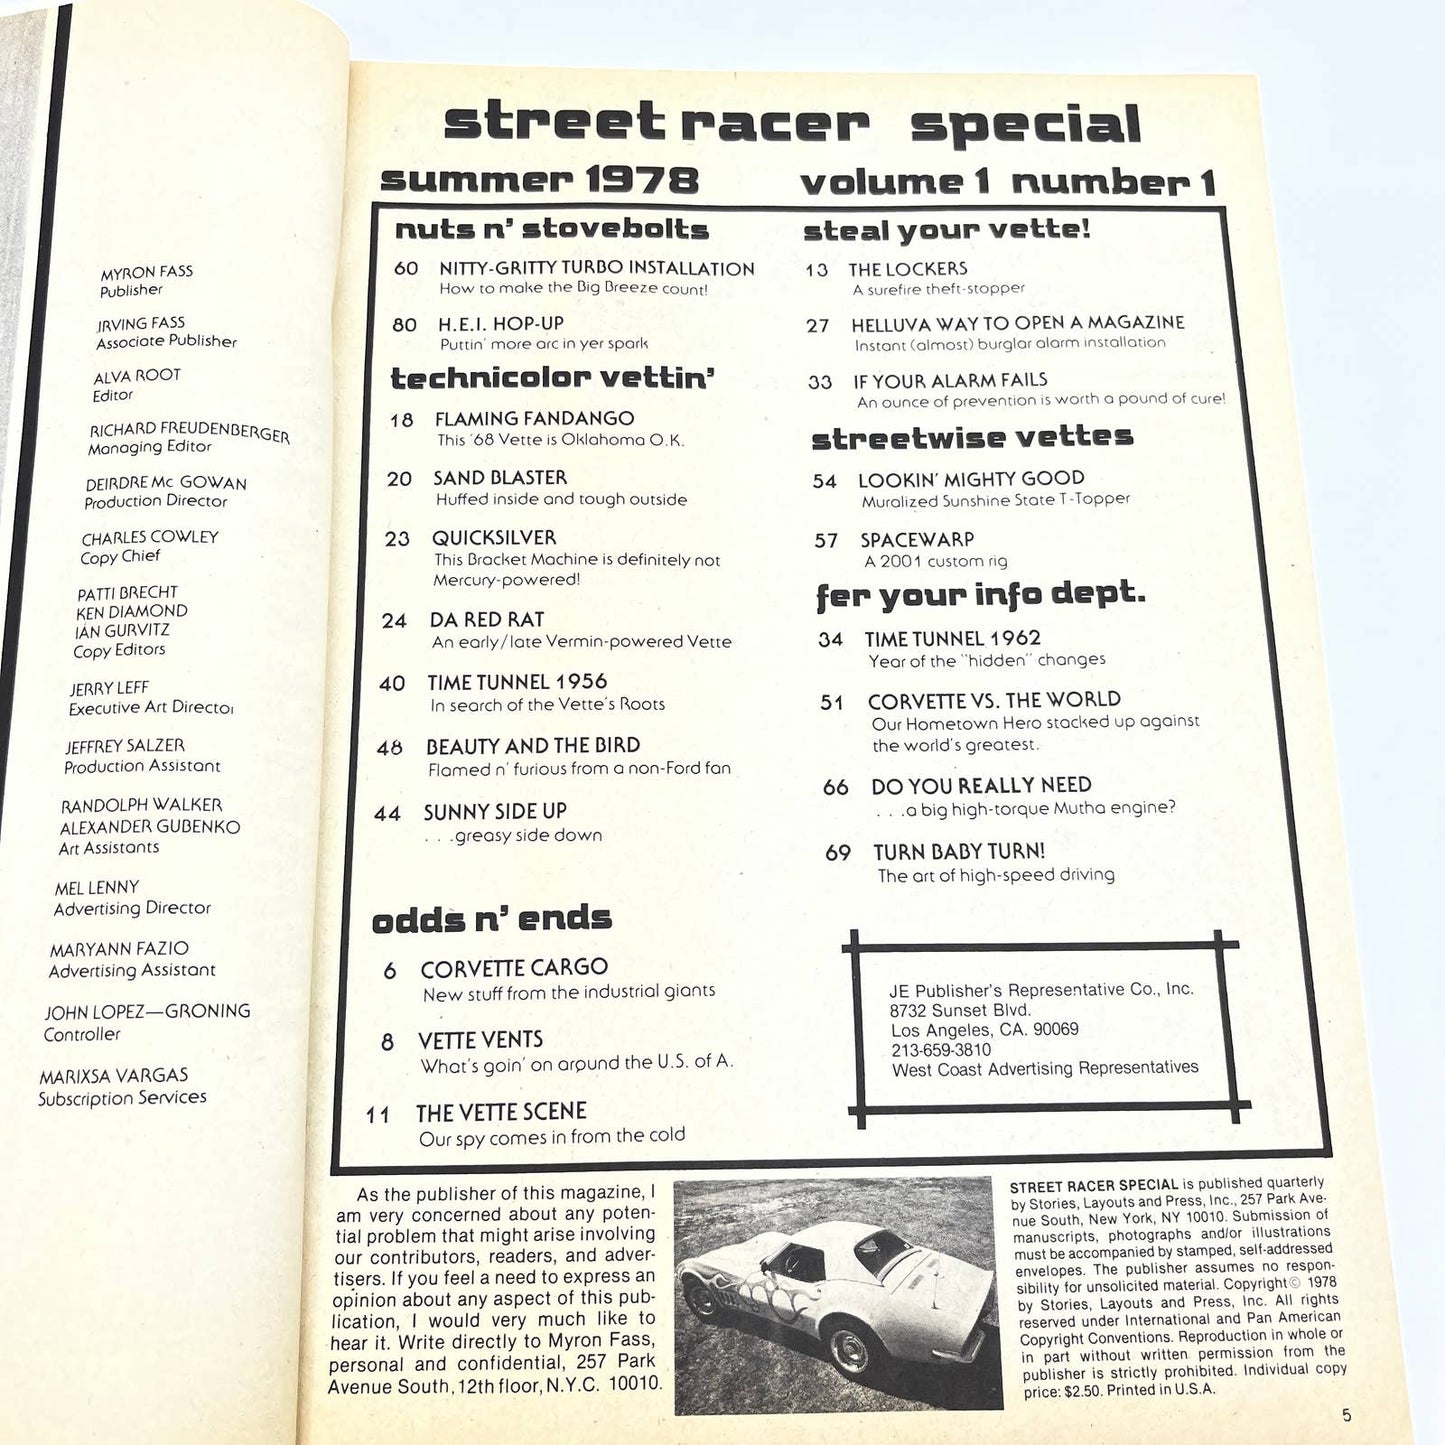 MYRON FASS
Publisher
IRVING FASS
Associate Publisher
ALVA ROOT
Editor
RICHARD FREUDENBERGER
Managing Editor
DEIRDRE Mc GOWAN
Production Director
CHARLES COWLEY
Copy Chief
PATTI BRECHT
KEN DIAMOND
IAN GURVITZ
Copy Editors
JERRY LEFF
Executive Art Director
JEFFREY SALZER
Production Assistant
RANDOLPH WALKER
ALEXANDER GUBENKO
Art Assistants
MEL LENNY
Advertising Director
MARYANN FAZIO
Advertising Assistant
JOHN LOPEZ—GRONING
Controller
MARIXSA VARGAS
Subscription Services
street racer special
summer 1978 volume 1 number 1
nuts n' stovebolts
60 NITTY-GRITTY TURBO INSTALLATION
How to make the Big Breeze count!
80 H.E.I. HOP-UP
Puttin' more arc in yer spark
technicolor vettin'
18 FLAMING FANDANGO
This '68 Vette is Oklahoma O.K.
20 SAND BLASTER
Huffed inside and tough outside
23 QUICKSILVER
This Bracket Machine is definitely not
Mercury-powered!
24 DA RED RAT
An early/late Vermin-powered Vette
40 TIME TUNNEL 1956
In search of the Vette's Roots
48 BEAUTY AND THE BIRD
Flamed n' furious from a non-Ford fan
44 SUNNY SIDE UP
. . .greasy side down
odds n' ends
6 CORVETTE CARGO
New stuff from the industrial giants
8 VETTE VENTS
What's goin' on around the U.S. of A.
11 THE VETTE SCENE
Our spy comes in from the cold
steal your vette!
13 THE LOCKERS
A surefire theft-stopper
27 HELLUVA WAY TO OPEN A MAGAZINE
Instant (almost) burglar alarm installation
33 IF YOUR ALARM FAILS
An ounce of prevention is worth a pound of cure!
streetwise vettes
54 LOOKIN' MIGHTY GOOD
Muralized Sunshine State T-Topper
57 SPACEWARP
A 2001 custom rig
fer your info dept.
34 TIME TUNNEL 1962
Year of the "hidden" changes
51 CORVETTE VS. THE WORLD
Our Hometown Hero stacked up against
the world's greatest.
66 DO YOU REALLY NEED
. . .a big high-torque Mutha engine?
69 TURN BABY TURN!
The art of high-speed driving
JE Publisher's Representative Co., Inc.
8732 Sunset Blvd.
Los Angeles, CA. 90069
213-659-3810
West Coast Advertising Representatives
As the publisher of this magazine, I
am very concerned about any poten-
tial problem that might arise involving
our contributors, readers, and adver-
tisers. If you feel a need to express an
opinion about any aspect of this pub-
lication, I would very much like to
hear it. Write directly to Myron Fass,
personal and confidential, 257 Park
Avenue South, 12th floor, N.Y.C. 10010.
STREET RACER SPECIAL is published quarterly
by Stories, Layouts and Press, Inc., 257 Park Ave-
nue South, New York, NY 10010. Submission of
manuscripts, photographs and/or illustrations
must be accompanied by stamped, self-addressed
envelopes. The publisher assumes no respon-
sibility for unsolicited material. Copyright© 1978
by Stories, Layouts and Press, Inc. All rights
reserved under International and Pan American
Copyright Conventions. Reproduction in whole or
in part without written permission from the
publisher is strictly prohibited. Individual copy
price: $2.50. Printed in U.S.A.
5